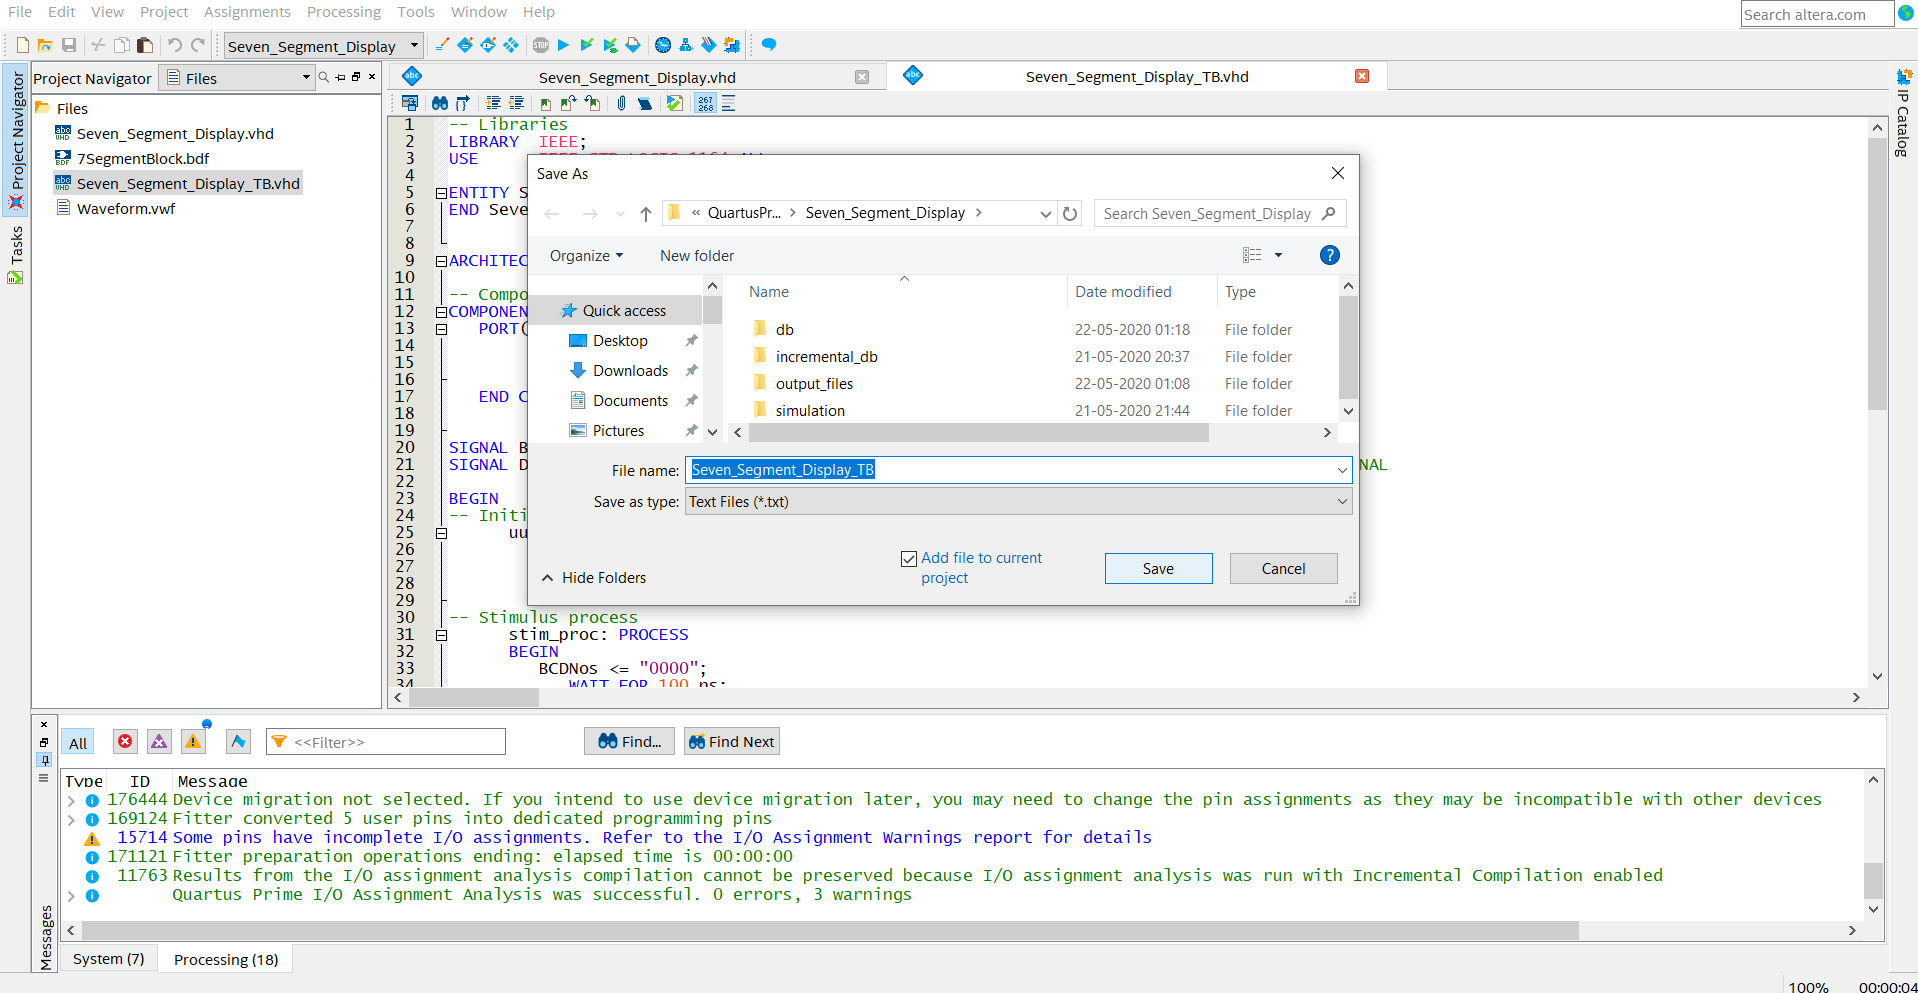 File Edit View Project Assignments Processing Tools Window Help
Search altera.com
Seven_Segment_Display
Project Navigator Files
Seven_Segment_Display.vhd
Seven_Segment_Display_TB.vhd
Project Navigator
Tasks
IP Catalog
Files
Seven_Segment_Display.vhd
7SegmentBlock.bdf
Seven_Segment_Display_TB.vhd
Waveform.vwf
267
268
1 -- Libraries
2 LIBRARY IEEE;
3 USE
4
5 ENTITY S
6 END Seve
7
8
9 ARCHITEC
10
11 -- Compo
12 COMPONEN
13 PORT(
14
15
16
17 END C
18
19
20 SIGNAL B
21 SIGNAL D NAL
22
23 BEGIN
24 -- Initi
25 uu
26
27
28
29
30 -- Stimulus process
31 stim_proc: PROCESS
32 BEGIN
33 BCDNos <= "0000";
34 WAIT FOR 100 ns;
Save As
« QuartusPr... > Seven_Segment_Display >
Search Seven_Segment_Display
Organize New folder
Name Date modified Type
Quick access
Desktop
Downloads
Documents
Pictures
db 22-05-2020 01:18 File folder
incremental_db 21-05-2020 20:37 File folder
output_files 22-05-2020 01:08 File folder
simulation 21-05-2020 21:44 File folder
File name: Seven_Segment_Display_TB
Save as type: Text Files (*.txt)
Add file to current
project
Save
Cancel
Hide Folders
All
<<Filter>>
Find...
Find Next
Type ID Message
176444 Device migration not selected. If you intend to use device migration later, you may need to change the pin assignments as they may be incompatible with other devices
169124 Fitter converted 5 user pins into dedicated programming pins
15714 Some pins have incomplete I/O assignments. Refer to the I/O Assignment Warnings report for details
171121 Fitter preparation operations ending: elapsed time is 00:00:00
11763 Results from the I/O assignment analysis compilation cannot be preserved because I/O assignment analysis was run with Incremental Compilation enabled
Quartus Prime I/O Assignment Analysis was successful. 0 errors, 3 warnings
Messages
System (7)
Processing (18)
100% 00:00:04